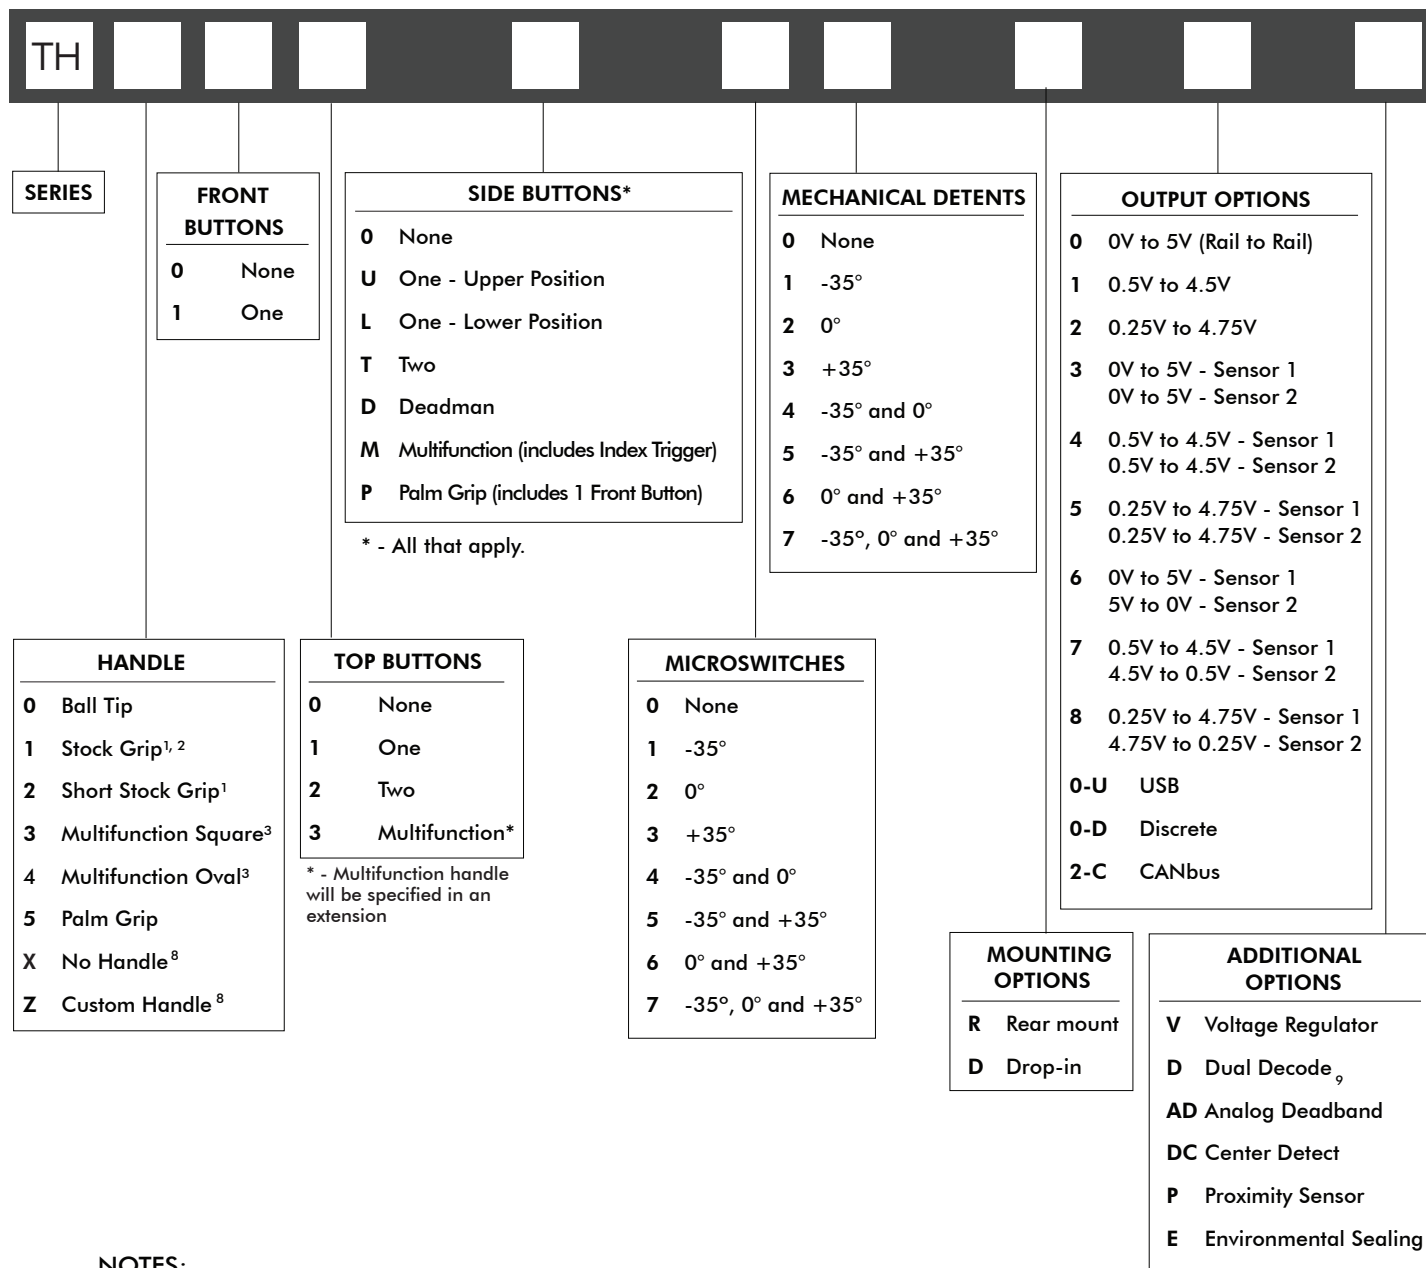 TH
SERIES
FRONT
BUTTONS
0 None
1 One
SIDE BUTTONS*
0 None
U One - Upper Position
L One - Lower Position
T Two
D Deadman
M Multifunction (includes Index Trigger)
P Palm Grip (includes 1 Front Button)
* - All that apply.
MECHANICAL DETENTS
0 None
1 -35°
2 0°
3 +35°
4 -35° and 0°
5 -35° and +35°
6 0° and +35°
7 -35º, 0° and +35°
OUTPUT OPTIONS
0 0V to 5V (Rail to Rail)
1 0.5V to 4.5V
2 0.25V to 4.75V
3 0V to 5V - Sensor 1
0V to 5V - Sensor 2
4 0.5V to 4.5V - Sensor 1
0.5V to 4.5V - Sensor 2
5 0.25V to 4.75V - Sensor 1
0.25V to 4.75V - Sensor 2
6 0V to 5V - Sensor 1
5V to 0V - Sensor 2
7 0.5V to 4.5V - Sensor 1
4.5V to 0.5V - Sensor 2
8 0.25V to 4.75V - Sensor 1
4.75V to 0.25V - Sensor 2
0-U USB
0-D Discrete
2-C CANbus
HANDLE
0 Ball Tip
1 Stock Grip¹, ²
2 Short Stock Grip¹
3 Multifunction Square³
4 Multifunction Oval³
5 Palm Grip
X No Handle⁸
Z Custom Handle⁸
TOP BUTTONS
0 None
1 One
2 Two
3 Multifunction*
* - Multifunction handle
will be specified in an
extension
MICROSWITCHES
0 None
1 -35°
2 0°
3 +35°
4 -35° and 0°
5 -35° and +35°
6 0° and +35°
7 -35º, 0° and +35°
MOUNTING
OPTIONS
R Rear mount
D Drop-in
ADDITIONAL
OPTIONS
V Voltage Regulator
D Dual Decode ₉
AD Analog Deadband
DC Center Detect
P Proximity Sensor
E Environmental Sealing
NOTES: